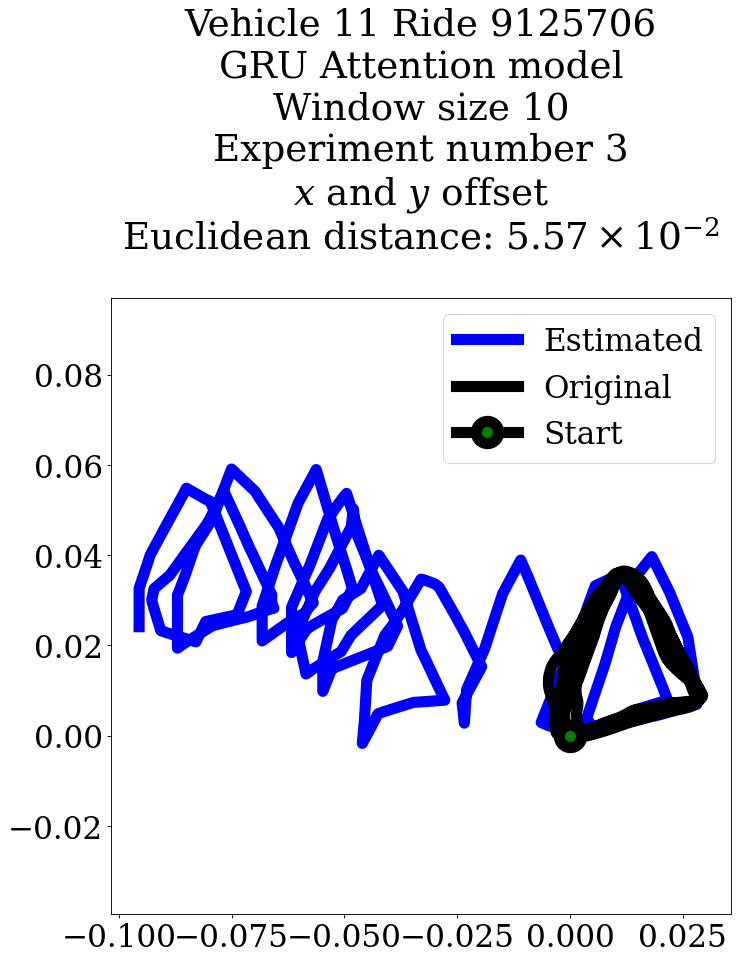 Vehicle 11 Ride 9125706
GRU Attention model
Window size 10
Experiment number 3
x and y offset
Euclidean distance: 5.57 × 10⁻²
Estimated
Original
Start
0.08
0.06
0.04
0.02
0.00
−0.02
−0.100 −0.075 −0.050 −0.025 0.000 0.025